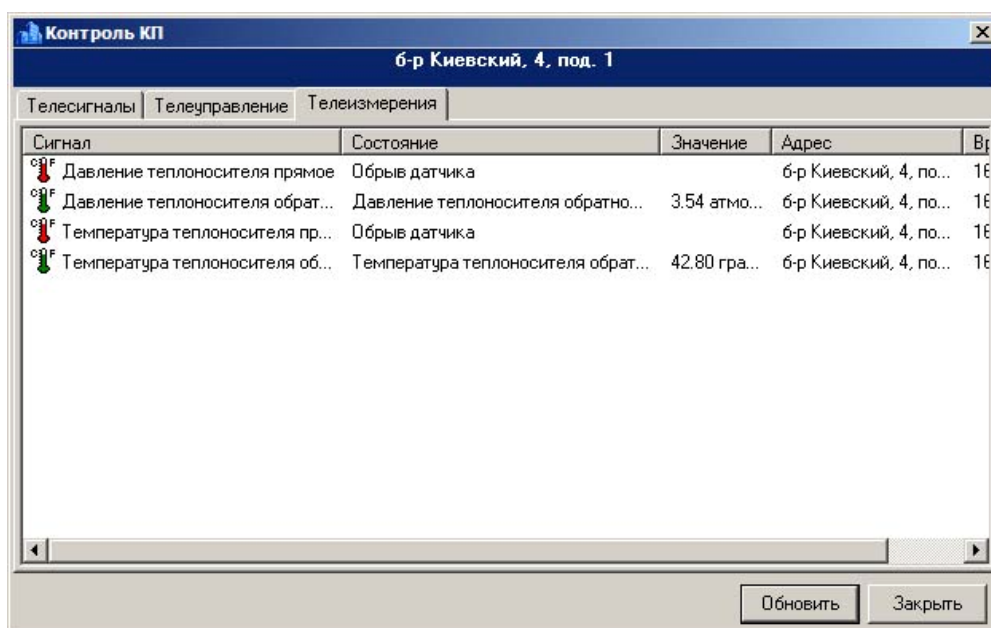 Контроль КП
б-р Киевский, 4, под. 1
Телесигналы Телеуправление Телеизмерения
Сигнал Состояние Значение Адрес Вр
Давление теплоносителя прямое Обрыв датчика б-р Киевский, 4, по... 16
Давление теплоносителя обрат... Давление теплоносителя обратно... 3.54 атмо... б-р Киевский, 4, по... 16
Температура теплоносителя пр... Обрыв датчика б-р Киевский, 4, по... 16
Температура теплоносителя об... Температура теплоносителя обрат... 42.80 гра... б-р Киевский, 4, по... 16
Обновить Закрыть